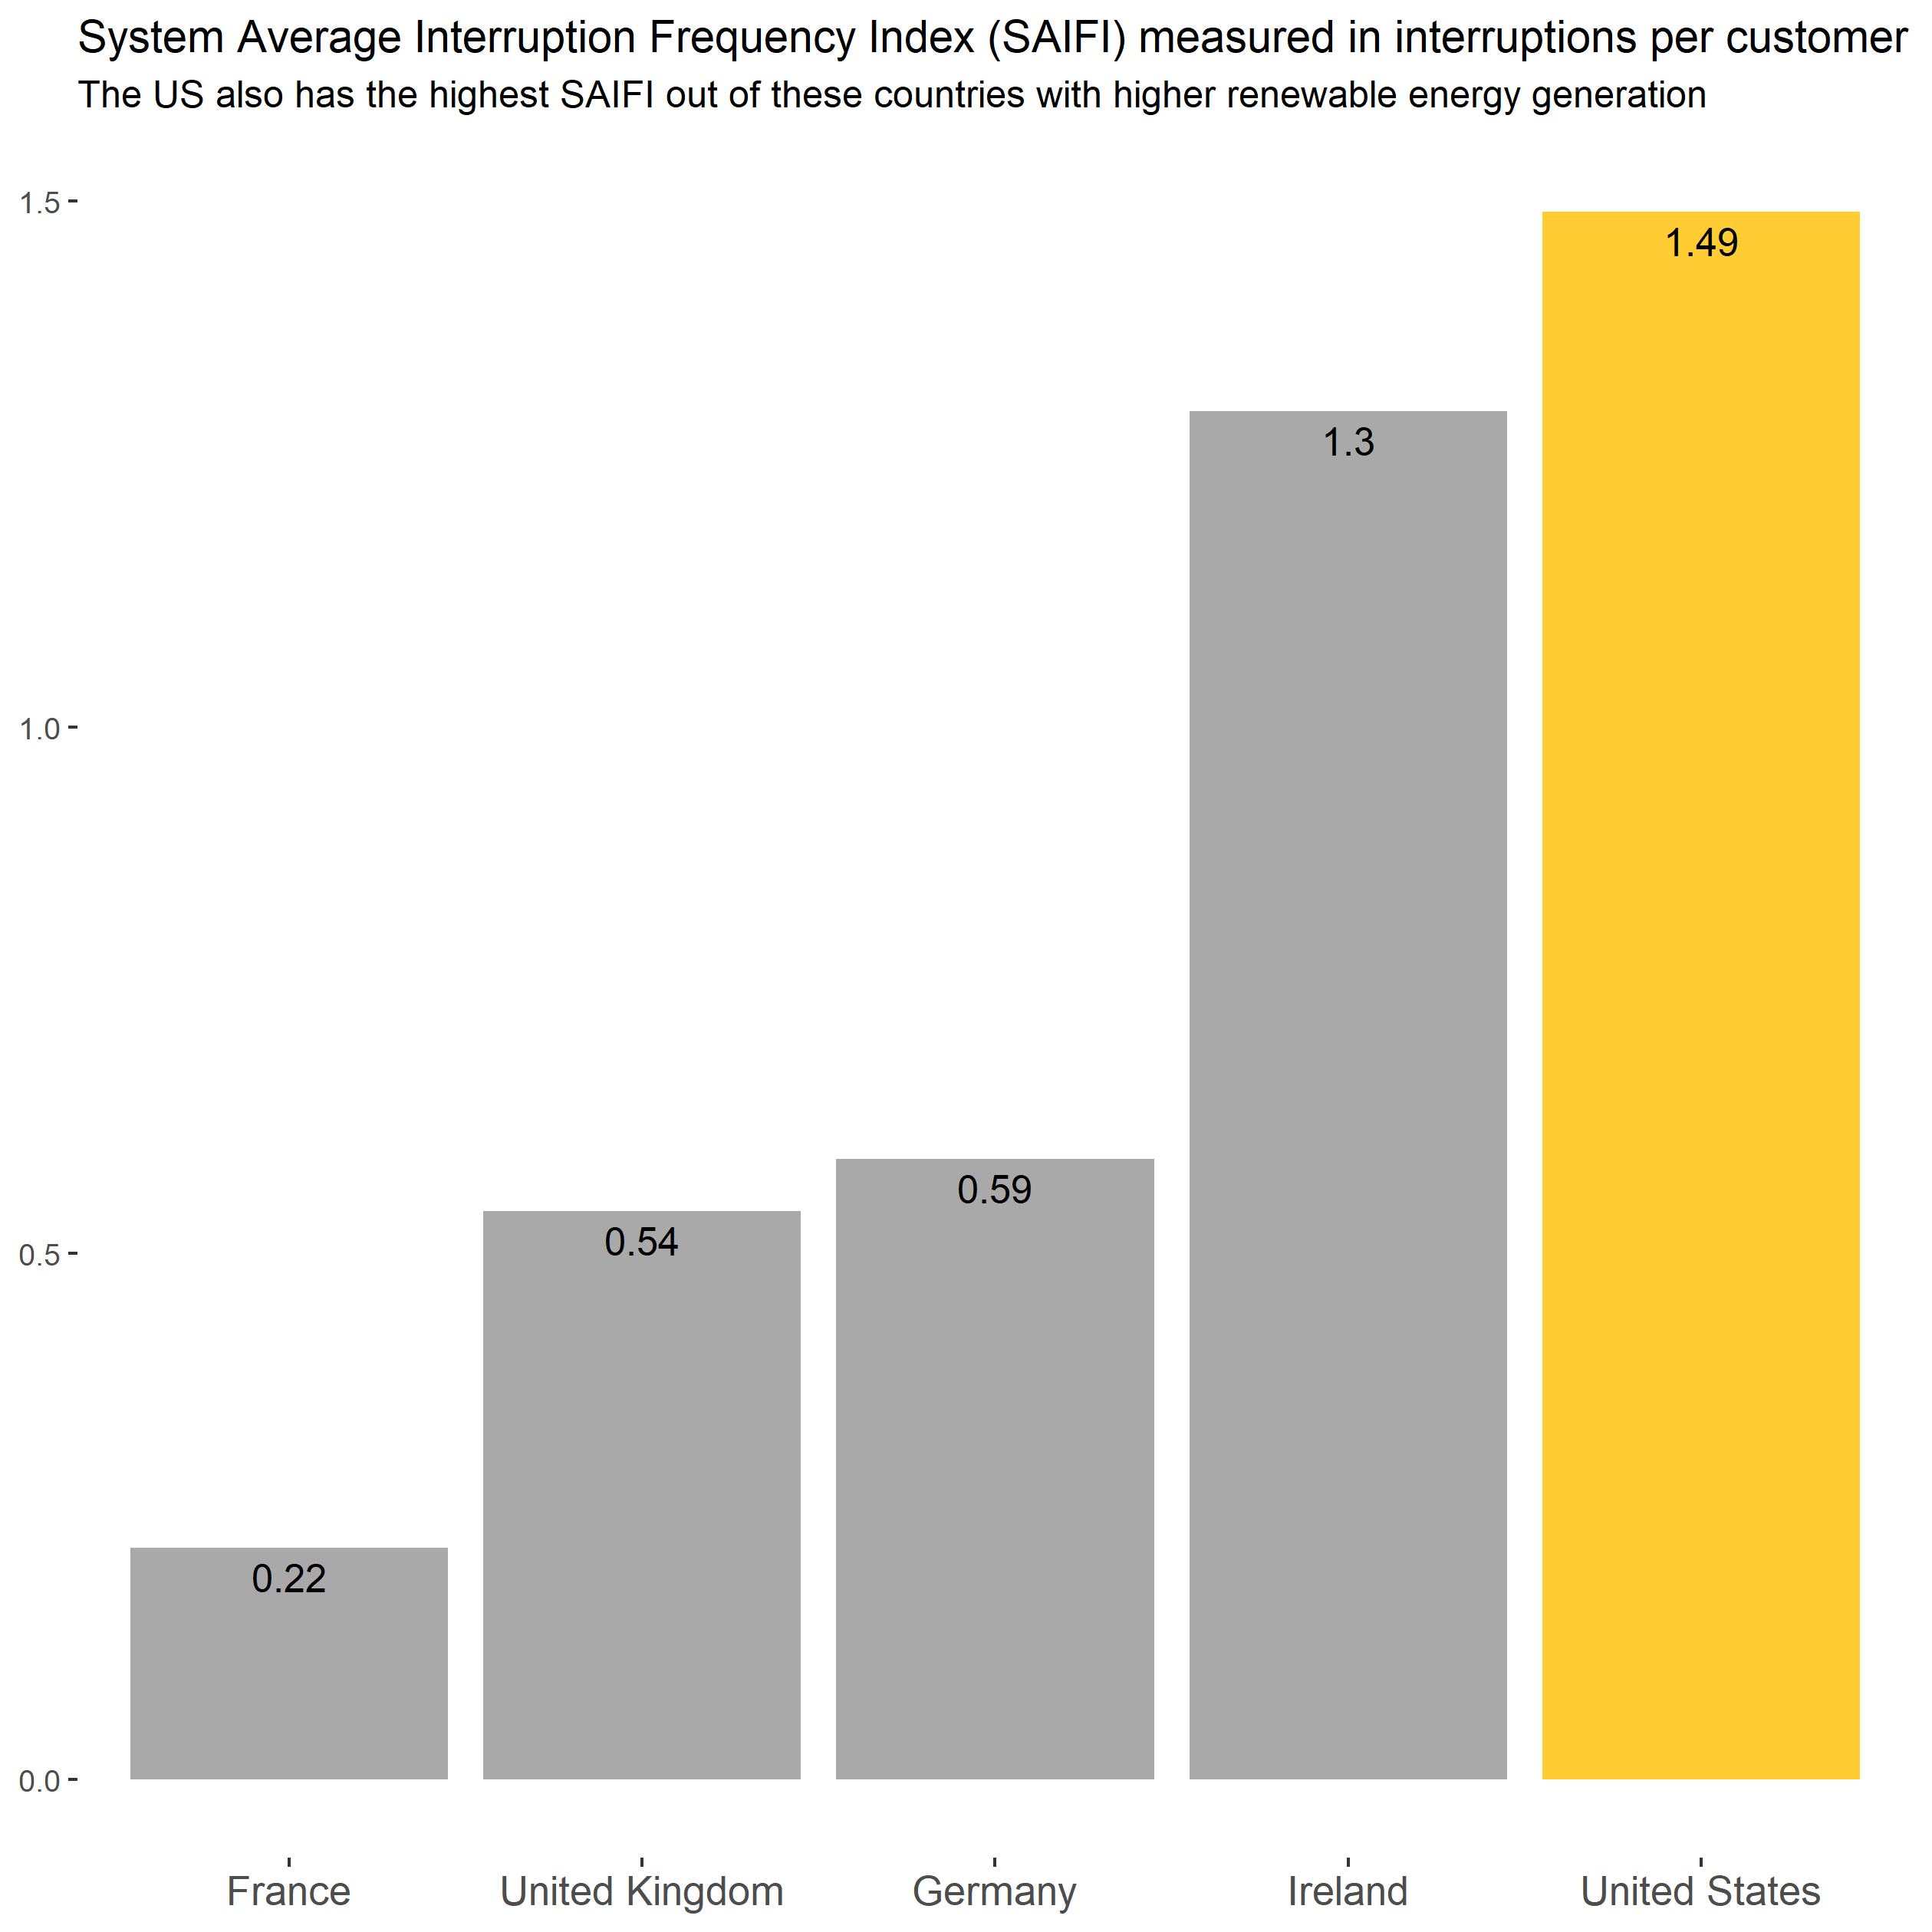 System Average Interruption Frequency Index (SAIFI) measured in interruptions per customer
The US also has the highest SAIFI out of these countries with higher renewable energy generation
1.5
1.0
0.5
0.0
0.22
0.54
0.59
1.3
1.49
France
United Kingdom
Germany
Ireland
United States